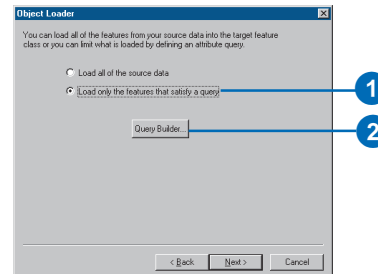 Object Loader
You can load all of the features from your source data into the target feature
class or you can limit what is loaded by defining an attribute query.
Load all of the source data
Load only the features that satisfy a query
1
Query Builder...
2
< Back
Next >
Cancel